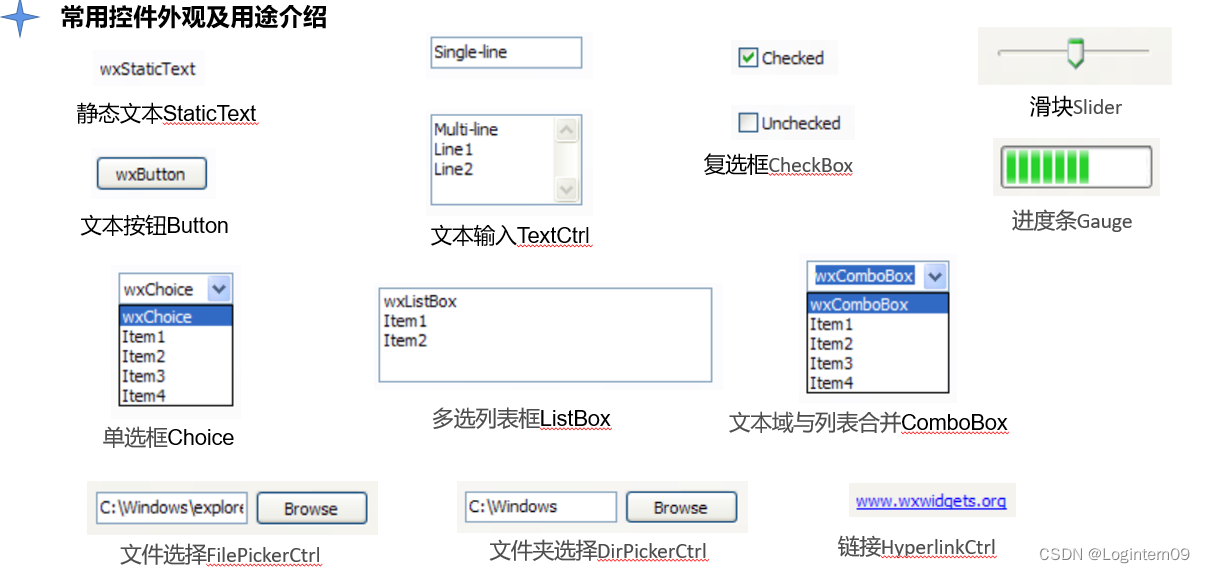 常用控件外观及用途介绍
wxStaticText
静态文本StaticText
Single-line
Checked
滑块Slider
Multi-line
Line1
Line2
Unchecked
复选框CheckBox
wxButton
文本按钮Button
文本输入TextCtrl
进度条Gauge
wxChoice
wxChoice
Item1
Item2
Item3
Item4
单选框Choice
wxListBox
Item1
Item2
多选列表框ListBox
wxComboBox
wxComboBox
Item1
Item2
Item3
Item4
文本域与列表合并ComboBox
C:\Windows\explore
Browse
文件选择FilePickerCtrl
C:\Windows
Browse
文件夹选择DirPickerCtrl
www.wxwidgets.org
链接HyperlinkCtrl
CSDN @Logintern09